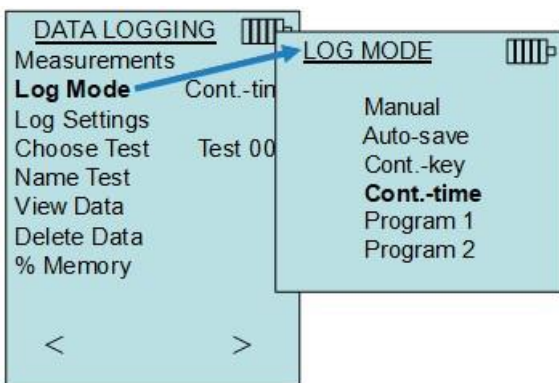 DATA LOGGING
Measurements
Log Mode Cont.-tin
Log Settings
Choose Test Test 00
Name Test
View Data
Delete Data
% Memory
< >
LOG MODE
Manual
Auto-save
Cont.-key
Cont.-time
Program 1
Program 2